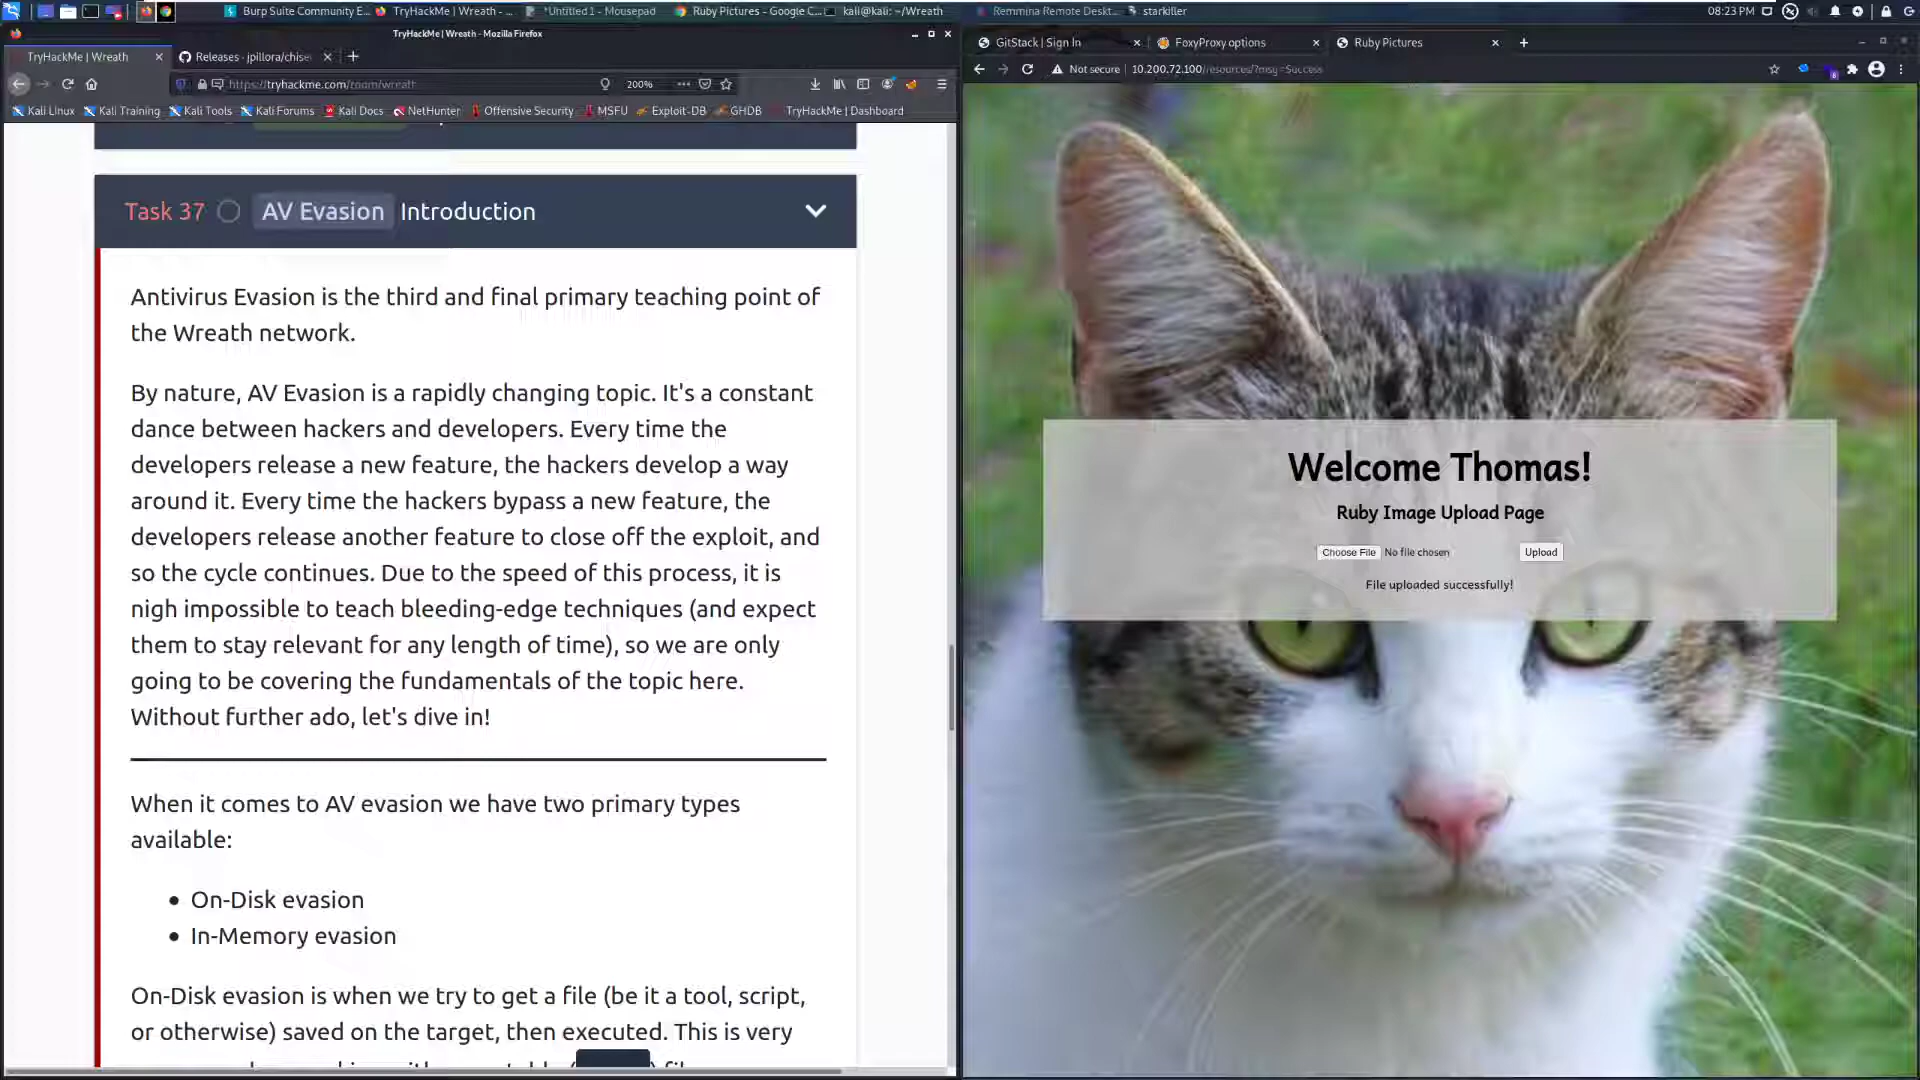 Burp Suite Community E...
TryHackMe | Wreath - ...
*Untitled 1 - Mousepad
Ruby Pictures - Google C...
kali@kali: ~/Wreath
Remmina Remote Deskt...
starkiller
08:23 PM
TryHackMe | Wreath - Mozilla Firefox
TryHackMe | Wreath
Releases · jpillora/chise
GitStack | Sign In
FoxyProxy options
Ruby Pictures
https://tryhackme.com/room/wreath
200%
Not secure
10.200.72.100/resources/?msg=Success
Kali Linux
Kali Training
Kali Tools
Kali Forums
Kali Docs
NetHunter
Offensive Security
MSFU
Exploit-DB
GHDB
TryHackMe | Dashboard
Task 37
AV Evasion Introduction
Antivirus Evasion is the third and final primary teaching point of
the Wreath network.
By nature, AV Evasion is a rapidly changing topic. It's a constant
dance between hackers and developers. Every time the
developers release a new feature, the hackers develop a way
around it. Every time the hackers bypass a new feature, the
developers release another feature to close off the exploit, and
so the cycle continues. Due to the speed of this process, it is
nigh impossible to teach bleeding-edge techniques (and expect
them to stay relevant for any length of time), so we are only
going to be covering the fundamentals of the topic here.
Without further ado, let's dive in!
When it comes to AV evasion we have two primary types
available:
• On-Disk evasion
• In-Memory evasion
On-Disk evasion is when we try to get a file (be it a tool, script,
or otherwise) saved on the target, then executed. This is very
Welcome Thomas!
Ruby Image Upload Page
Choose File No file chosen
Upload
File uploaded successfully!